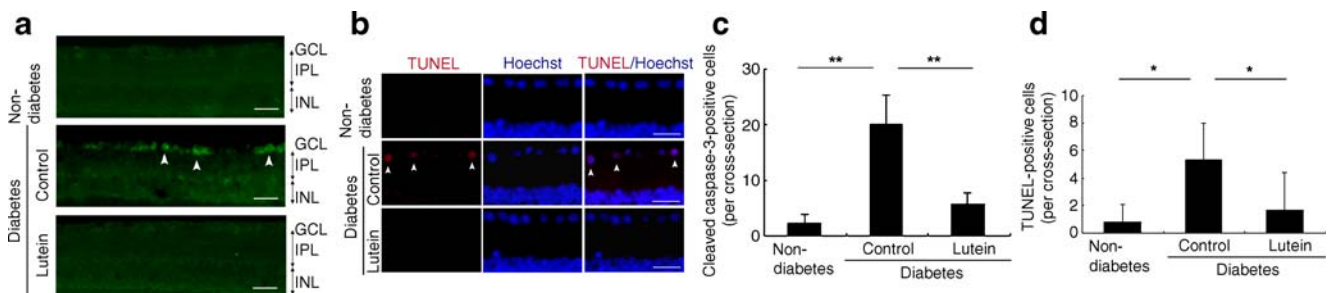 a
Non-
diabetes
GCL
IPL
INL
Diabetes
Control
GCL
IPL
INL
Lutein
GCL
IPL
INL
b
TUNEL Hoechst TUNEL/Hoechst
Non-
diabetes
Diabetes
Control
Lutein
c
Cleaved caspase-3-positive cells
(per cross-section)
30
20
10
0
** **
Non-
diabetes
Control Lutein
Diabetes
d
TUNEL-positive cells
(per cross-section)
10
8
6
4
2
0
* *
Non-
diabetes
Control Lutein
Diabetes